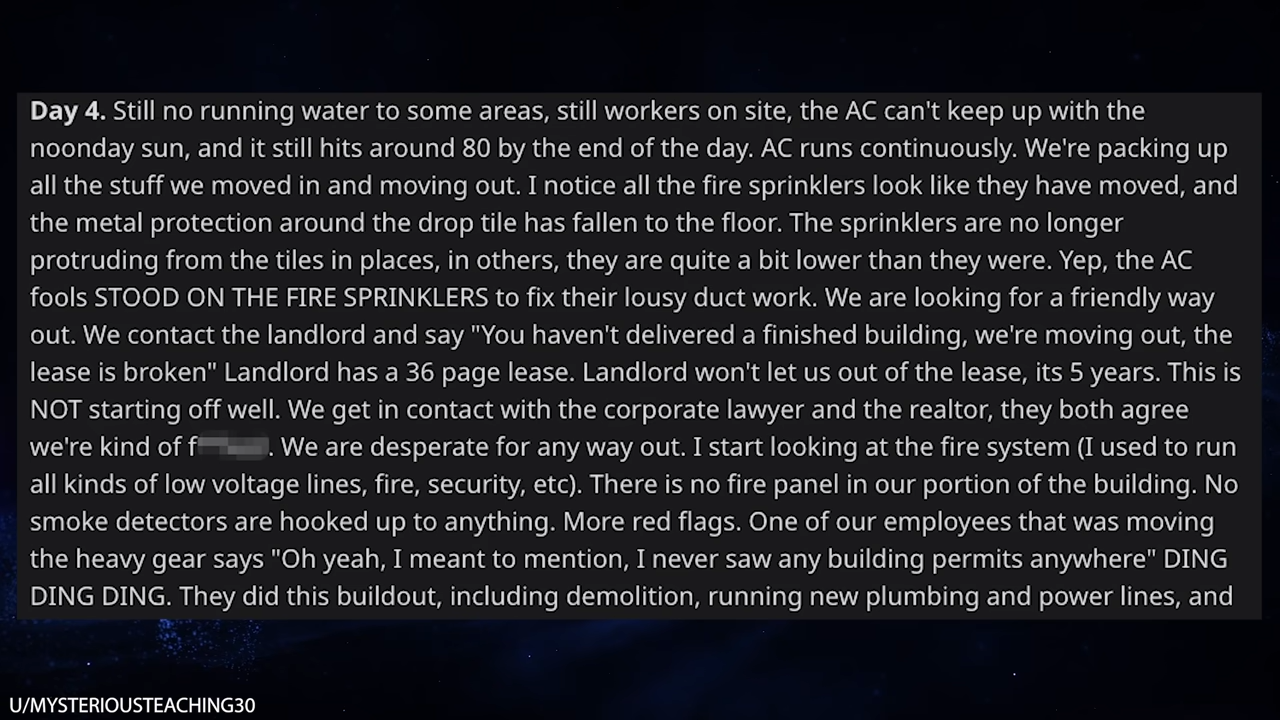 Day 4. Still no running water to some areas, still workers on site, the AC can't keep up with the
noonday sun, and it still hits around 80 by the end of the day. AC runs continuously. We're packing up
all the stuff we moved in and moving out. I notice all the fire sprinklers look like they have moved, and
the metal protection around the drop tile has fallen to the floor. The sprinklers are no longer
protruding from the tiles in places, in others, they are quite a bit lower than they were. Yep, the AC
fools STOOD ON THE FIRE SPRINKLERS to fix their lousy duct work. We are looking for a friendly way
out. We contact the landlord and say "You haven't delivered a finished building, we're moving out, the
lease is broken" Landlord has a 36 page lease. Landlord won't let us out of the lease, its 5 years. This is
NOT starting off well. We get in contact with the corporate lawyer and the realtor, they both agree
we're kind of f. We are desperate for any way out. I start looking at the fire system (I used to run
all kinds of low voltage lines, fire, security, etc). There is no fire panel in our portion of the building. No
smoke detectors are hooked up to anything. More red flags. One of our employees that was moving
the heavy gear says "Oh yeah, I meant to mention, I never saw any building permits anywhere" DING
DING DING. They did this buildout, including demolition, running new plumbing and power lines, and
U/MYSTERIOUSTEACHING30